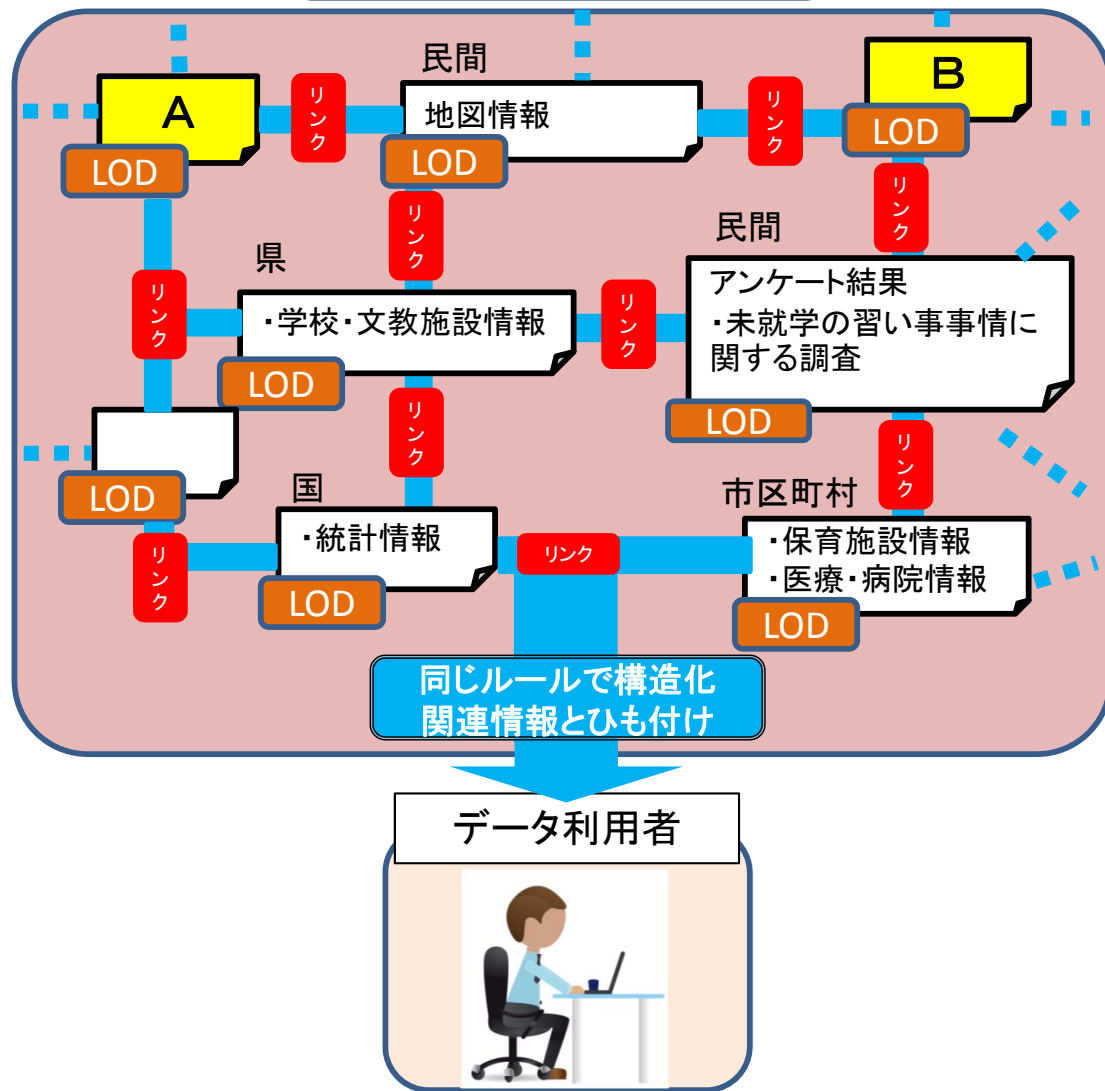 民間
B
A
リンク
地図情報
リンク
LOD
LOD
LOD
リンク
リンク
民間
県
アンケート結果
・未就学の習い事事情に
関する調査
リンク
・学校・文教施設情報
リンク
LOD
LOD
リンク
リンク
LOD
国
市区町村
・統計情報
リンク
・保育施設情報
・医療・病院情報
リンク
LOD
LOD
同じルールで構造化
関連情報とひも付け
データ利用者